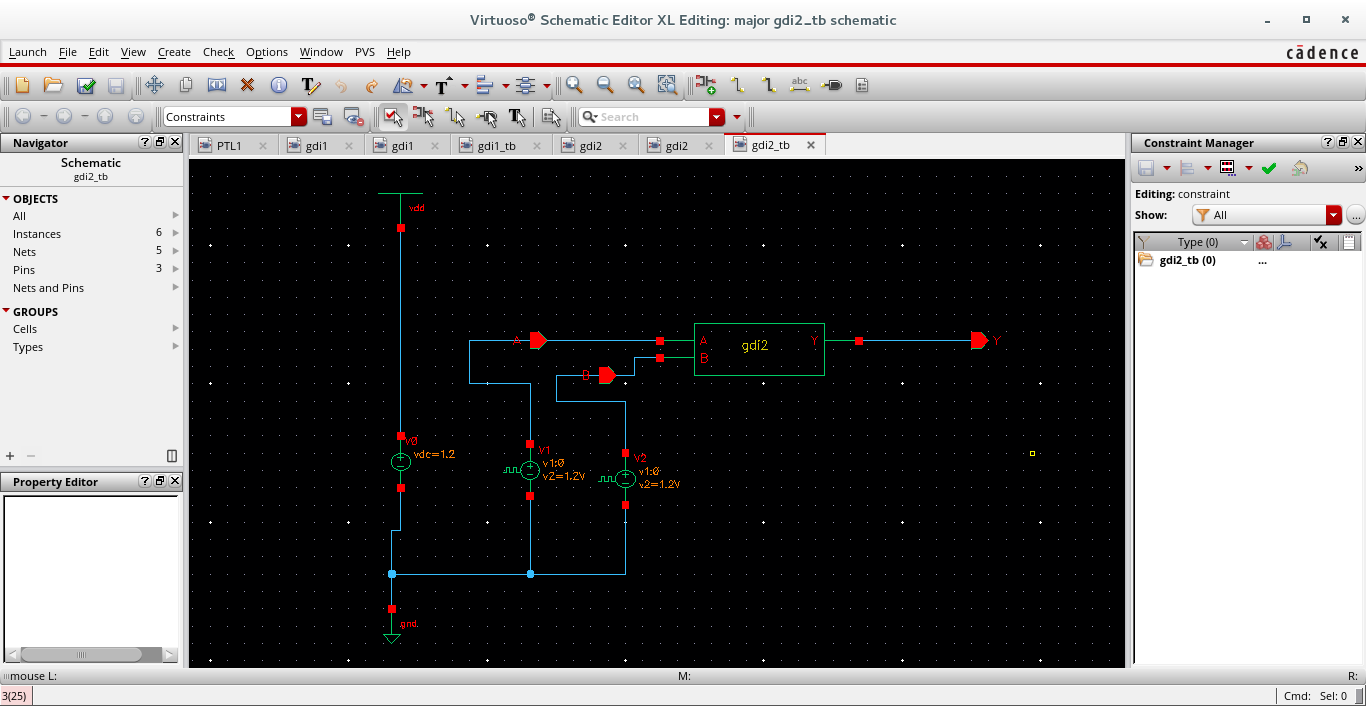 Virtuoso® Schematic Editor XL Editing: major gdi2_tb schematic
Launch File Edit View Create Check Options Window PVS Help
cādence
abc
Constraints
Search
Navigator
PTL1 gdi1 gdi1 gdi1_tb gdi2 gdi2 gdi2_tb
Constraint Manager
Schematic
gdi2_tb
OBJECTS
All
Instances 6
Nets 5
Pins 3
Nets and Pins
GROUPS
Cells
Types
Property Editor
vdd
A
A
Y
Y
gdi2
B
B
V0
vdc=1.2
V1
v1:0
v2=1.2V
V2
v1:0
v2=1.2V
gnd
Editing: constraint
Show: All
...
Type (0)
gdi2_tb (0) ...
mouse L: M: R:
3(25) Cmd: Sel: 0